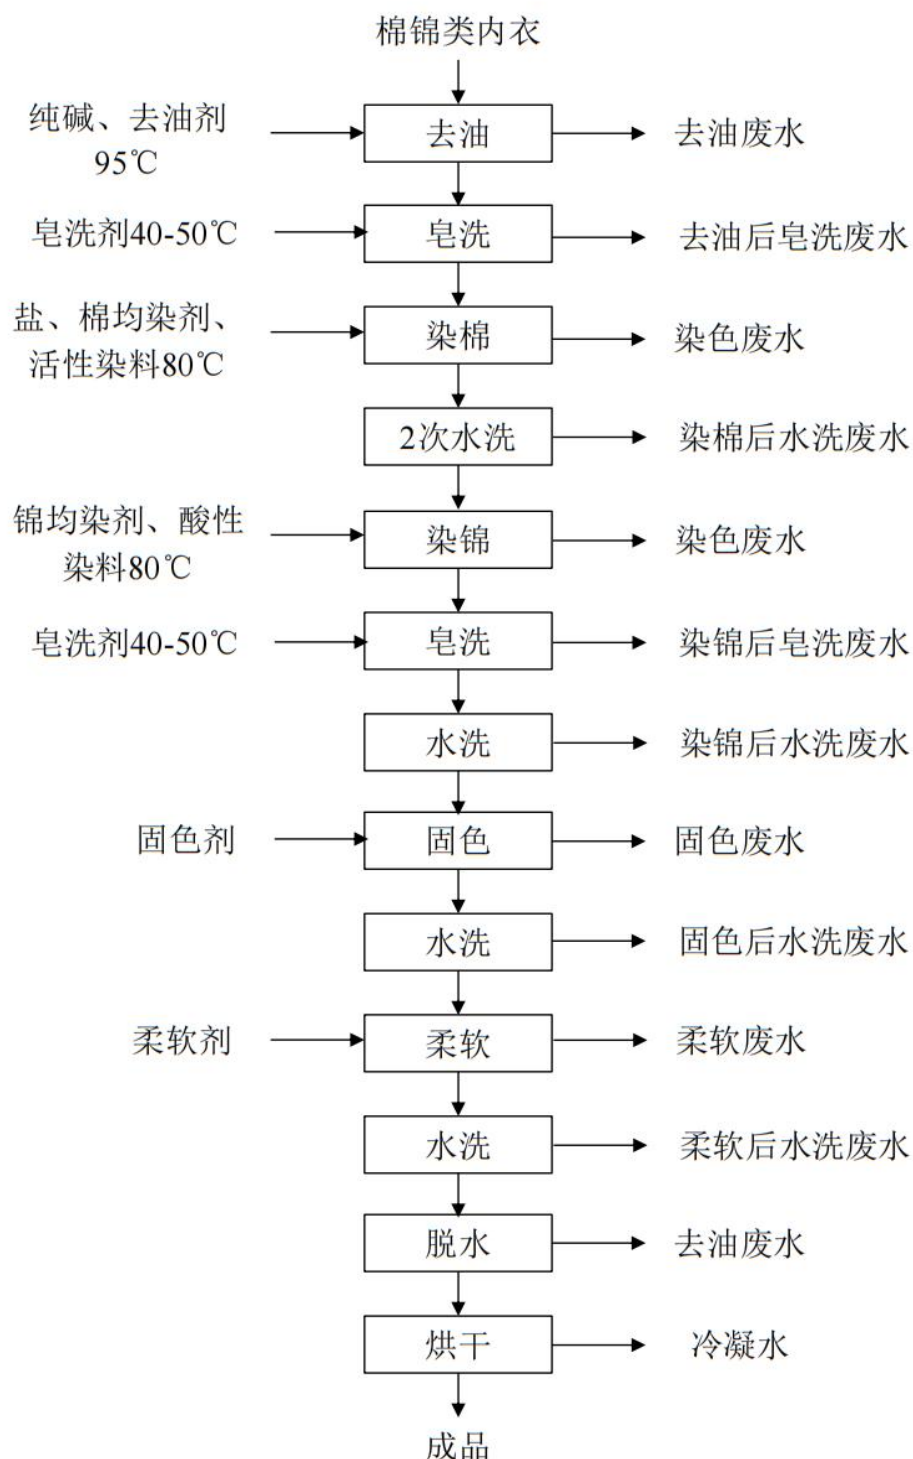 棉锦类内衣
纯碱、去油剂
95℃
去油
去油废水
皂洗剂40-50℃
皂洗
去油后皂洗废水
盐、棉均染剂、
活性染料80℃
染棉
染色废水
2次水洗
染棉后水洗废水
锦均染剂、酸性
染料80℃
染锦
染色废水
皂洗剂40-50℃
皂洗
染锦后皂洗废水
水洗
染锦后水洗废水
固色剂
固色
固色废水
水洗
固色后水洗废水
柔软剂
柔软
柔软废水
水洗
柔软后水洗废水
脱水
去油废水
烘干
冷凝水
成品